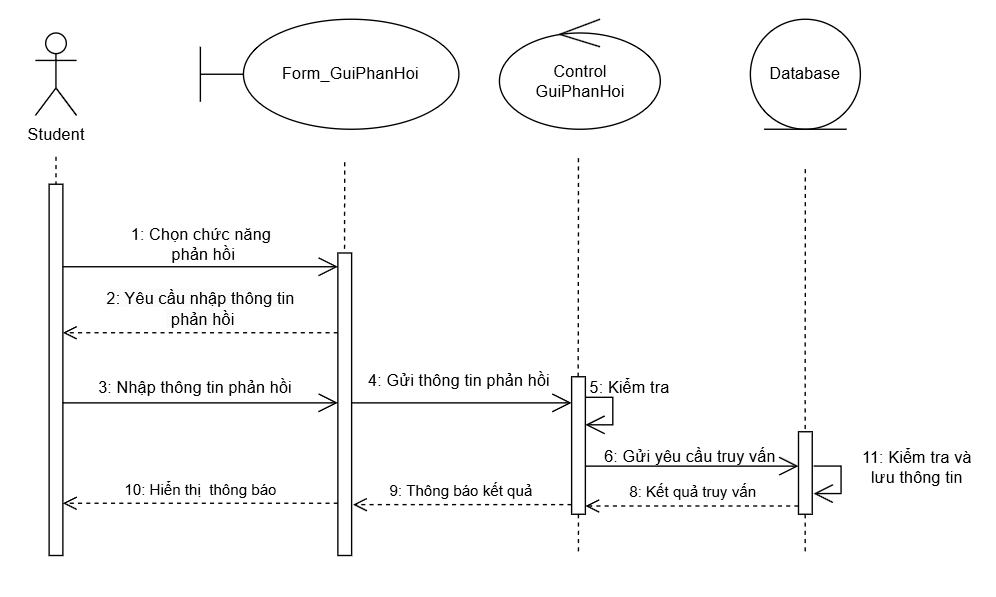 Form_GuiPhanHoi
Control
GuiPhanHoi
Database
Student
1: Chọn chức năng
phản hồi
2: Yêu cầu nhập thông tin
phản hồi
3: Nhập thông tin phản hồi
4: Gửi thông tin phản hồi
5: Kiểm tra
6: Gửi yêu cầu truy vấn
11: Kiểm tra và
lưu thông tin
8: Kết quả truy vấn
9: Thông báo kết quả
10: Hiển thị thông báo